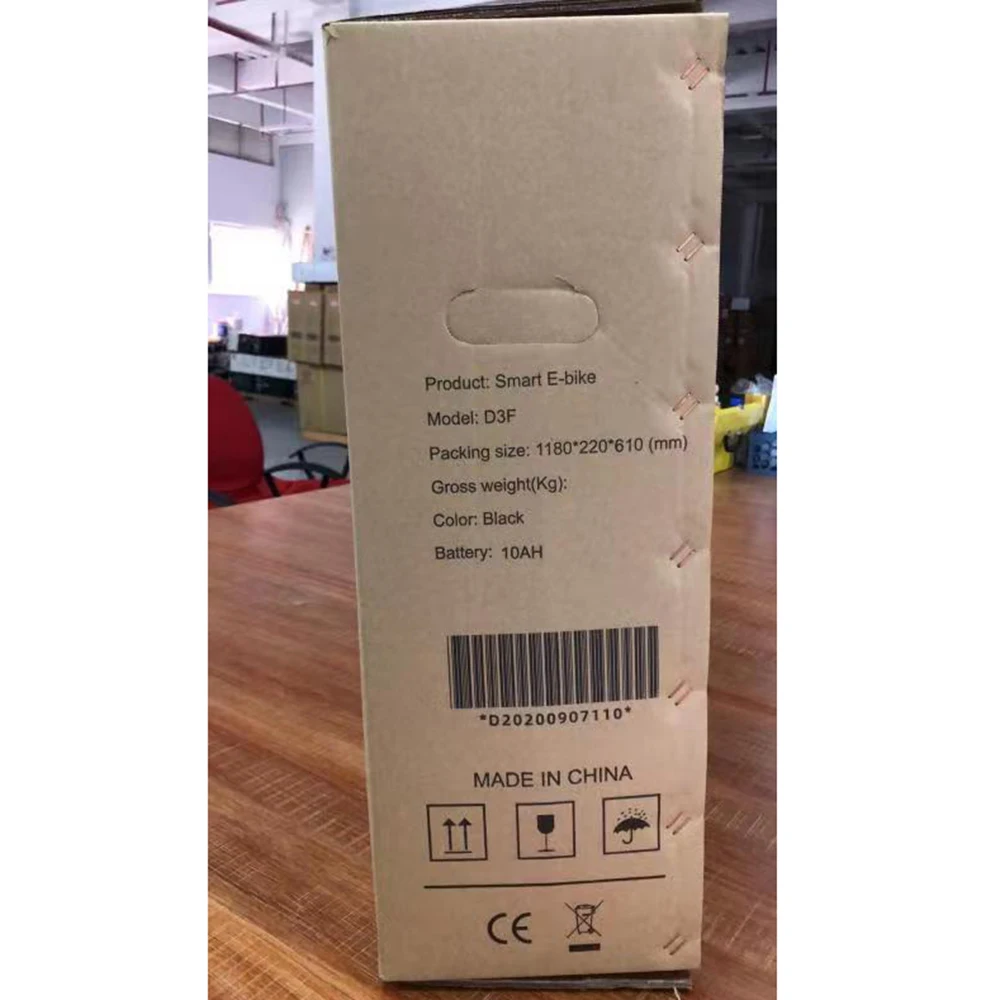 Product: Smart E-bike
Model: D3F
Packing size: 1180*220*610 (mm)
Gross weight(Kg):
Color: Black
Battery: 10AH
*D20200907110*
MADE IN CHINA
CE